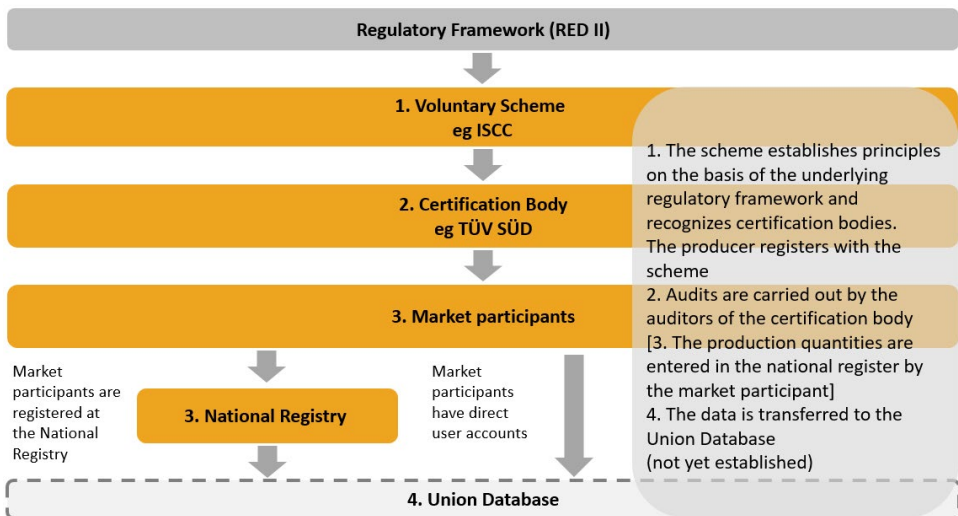 Regulatory Framework (RED II)
1. Voluntary Scheme
eg ISCC
2. Certification Body
eg TÜV SÜD
3. Market participants
Market
participants are
registered at
the National
Registry
3. National Registry
Market
participants
have direct
user accounts
4. Union Database
1. The scheme establishes principles
on the basis of the underlying
regulatory framework and
recognizes certification bodies.
The producer registers with the
scheme
2. Audits are carried out by the
auditors of the certification body
[3. The production quantities are
entered in the national register by
the market participant]
4. The data is transferred to the
Union Database
(not yet established)